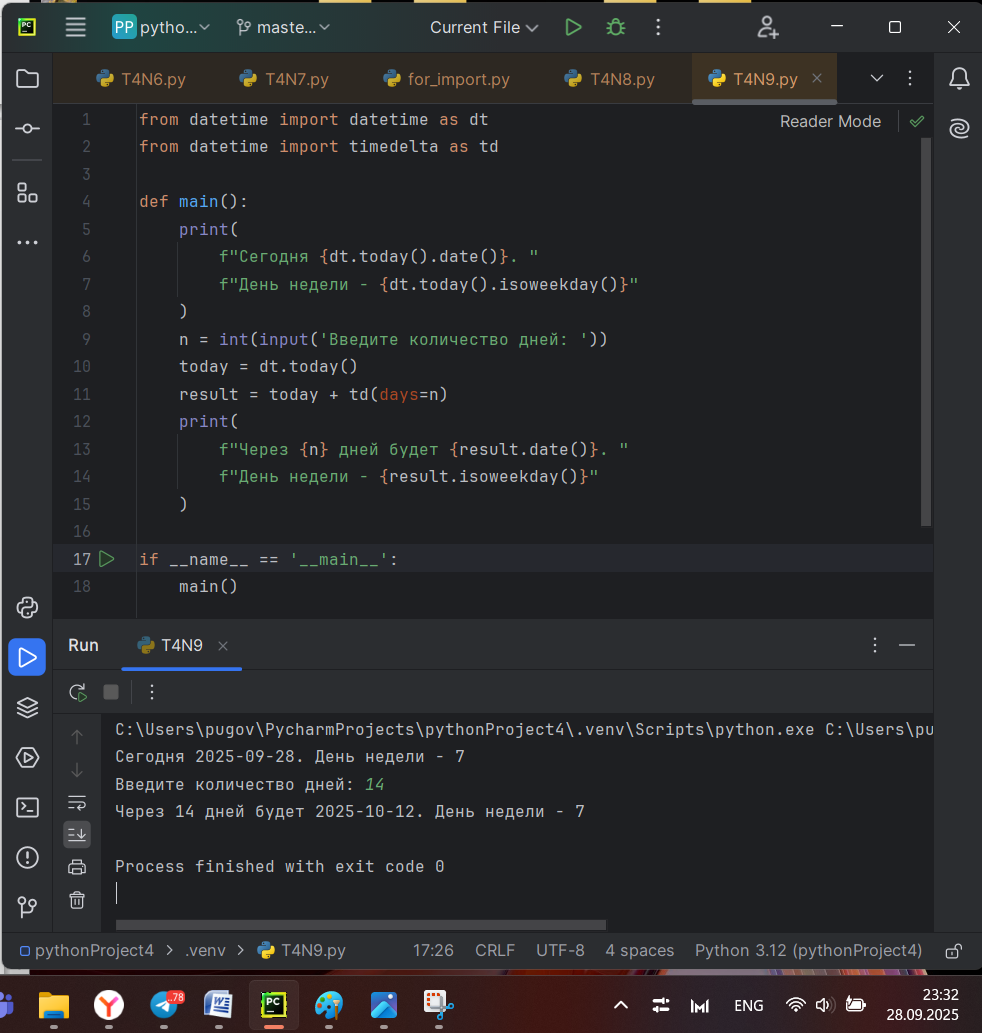 PC
PP pytho...
maste...
Current File
T4N6.py
T4N7.py
for_import.py
T4N8.py
T4N9.py
Reader Mode
1 from datetime import datetime as dt
2 from datetime import timedelta as td
3
4 def main():
5     print(
6         f"Сегодня {dt.today().date()}. "
7         f"День недели - {dt.today().isoweekday()}"
8     )
9     n = int(input('Введите количество дней: '))
10     today = dt.today()
11     result = today + td(days=n)
12     print(
13         f"Через {n} дней будет {result.date()}. "
14         f"День недели - {result.isoweekday()}"
15     )
16
17 if __name__ == '__main__':
18     main()
Run
T4N9
C:\Users\pugov\PycharmProjects\pythonProject4\.venv\Scripts\python.exe C:\Users\pu
Сегодня 2025-09-28. День недели - 7
Введите количество дней: 14
Через 14 дней будет 2025-10-12. День недели - 7
Process finished with exit code 0
pythonProject4 > .venv > T4N9.py
17:26
CRLF
UTF-8
4 spaces
Python 3.12 (pythonProject4)
..78
W
PC
ENG
23:32
28.09.2025